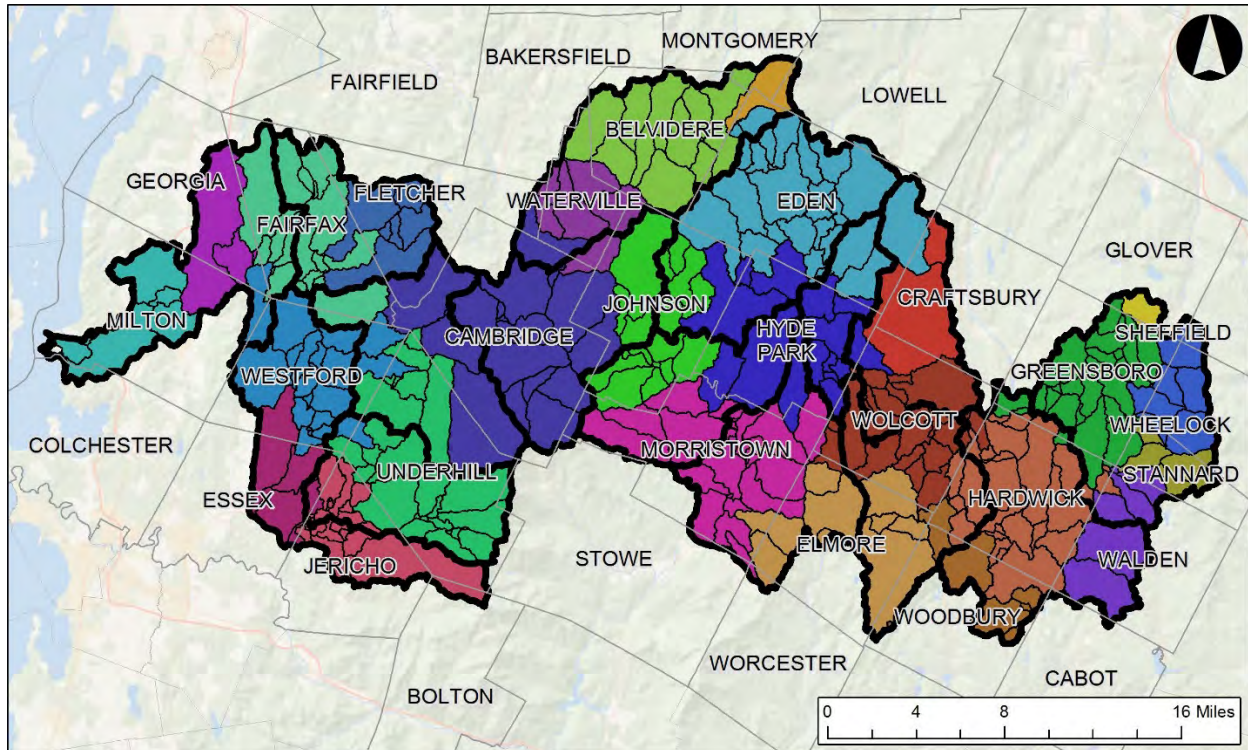 MONTGOMERY
BAKERSFIELD
FAIRFIELD
LOWELL
BELVIDERE
GEORGIA
FLETCHER
WATERVILLE
EDEN
FAIRFAX
GLOVER
CRAFTSBURY
JOHNSON
MILTON
CAMBRIDGE
HYDE
PARK
SHEFFIELD
GREENSBORO
WESTFORD
WOLCOTT
WHEELOCK
COLCHESTER
MORRISTOWN
UNDERHILL
STANNARD
ESSEX
HARDWICK
ELMORE
STOWE
WALDEN
JERICHO
WOODBURY
WORCESTER
CABOT
BOLTON
0 4 8 16 Miles